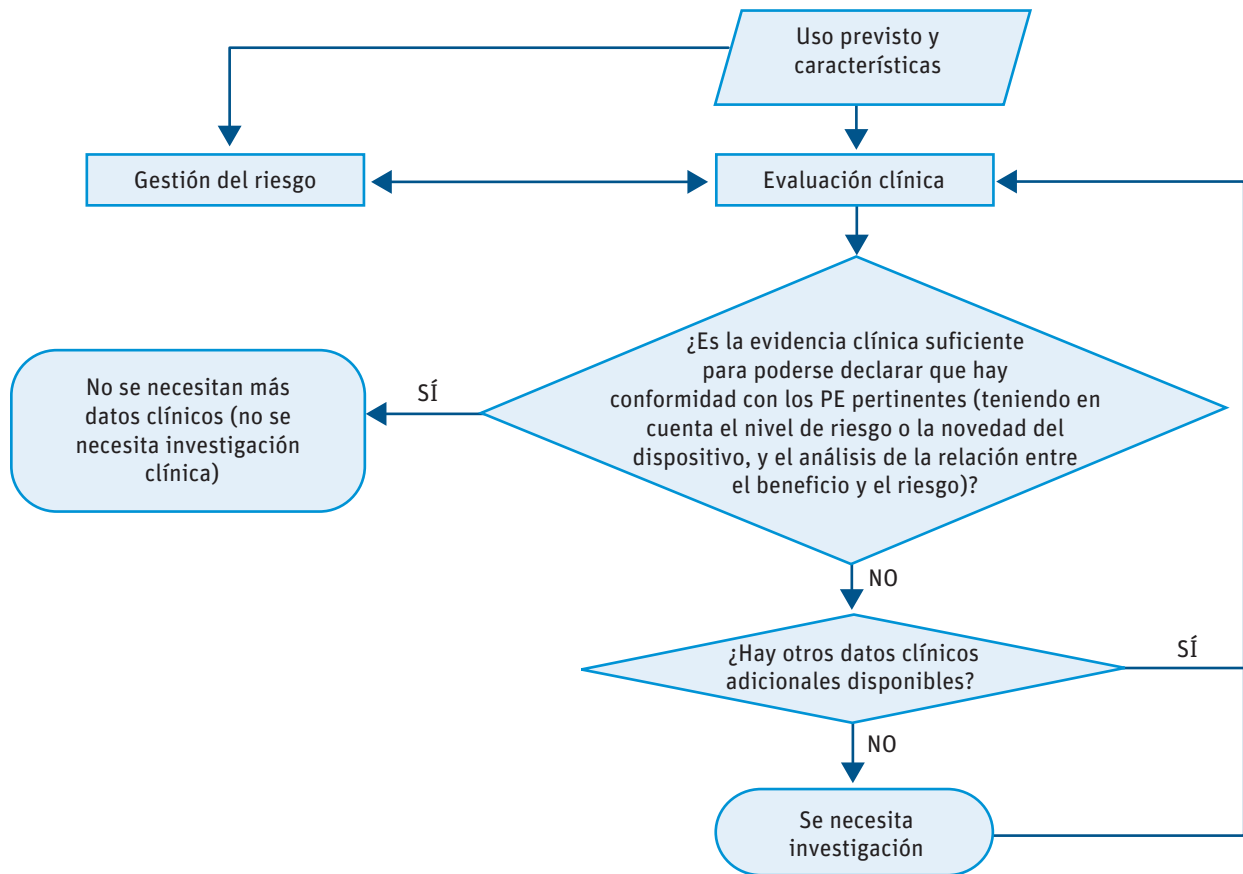 Uso previsto y
características
Gestión del riesgo
Evaluación clínica
¿Es la evidencia clínica suficiente
para poderse declarar que hay
conformidad con los PE pertinentes (teniendo en
cuenta el nivel de riesgo o la novedad del
dispositivo, y el análisis de la relación entre
el beneficio y el riesgo)?
SÍ
No se necesitan más
datos clínicos (no se
necesita investigación
clínica)
NO
¿Hay otros datos clínicos
adicionales disponibles?
SÍ
NO
Se necesita
investigación